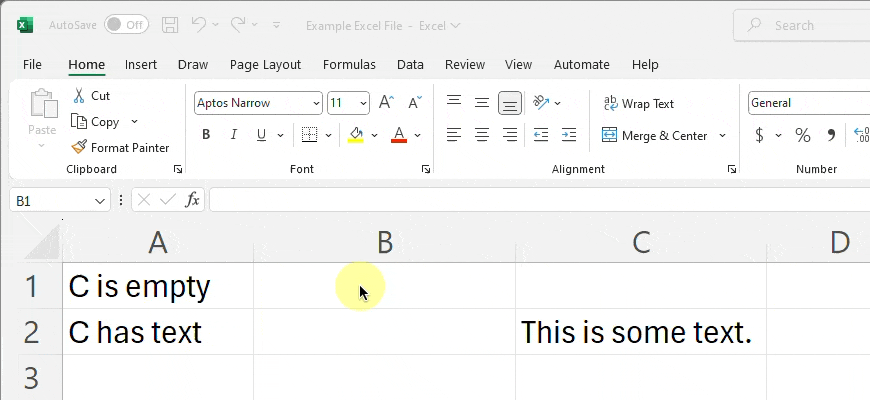 AutoSave Off Example Excel File - Excel Search
File Home Insert Draw Page Layout Formulas Data Review View Automate Help
Paste Cut Copy Format Painter
Aptos Narrow 11 A A
B I U A
ab c Wrap Text
Merge & Center
General
$ % , .00
Clipboard Font Alignment Number
B1 fx
A B C D
1 C is empty
2 C has text This is some text.
3